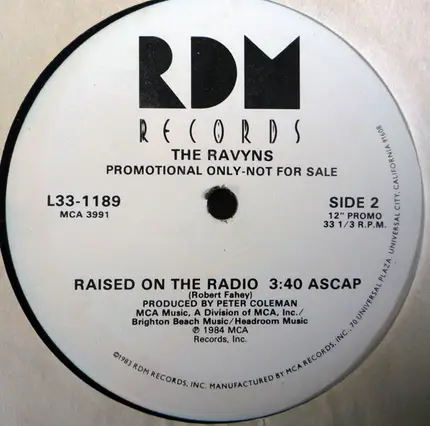 RDM
RECORDS
THE RAVYNS
PROMOTIONAL ONLY-NOT FOR SALE
L33-1189
MCA 3991
SIDE 2
12" PROMO
33 1/3 R.P.M.
RAISED ON THE RADIO 3:40 ASCAP
(Robert Fahey)
PRODUCED BY PETER COLEMAN
MCA Music, A Division of MCA, Inc./
Brighton Beach Music/Headroom Music
℗ 1984 MCA
Records, Inc.
©1983 RDM RECORDS, INC. MANUFACTURED BY MCA RECORDS, INC., 70 UNIVERSAL PLAZA, UNIVERSAL CITY, CALIFORNIA 91608